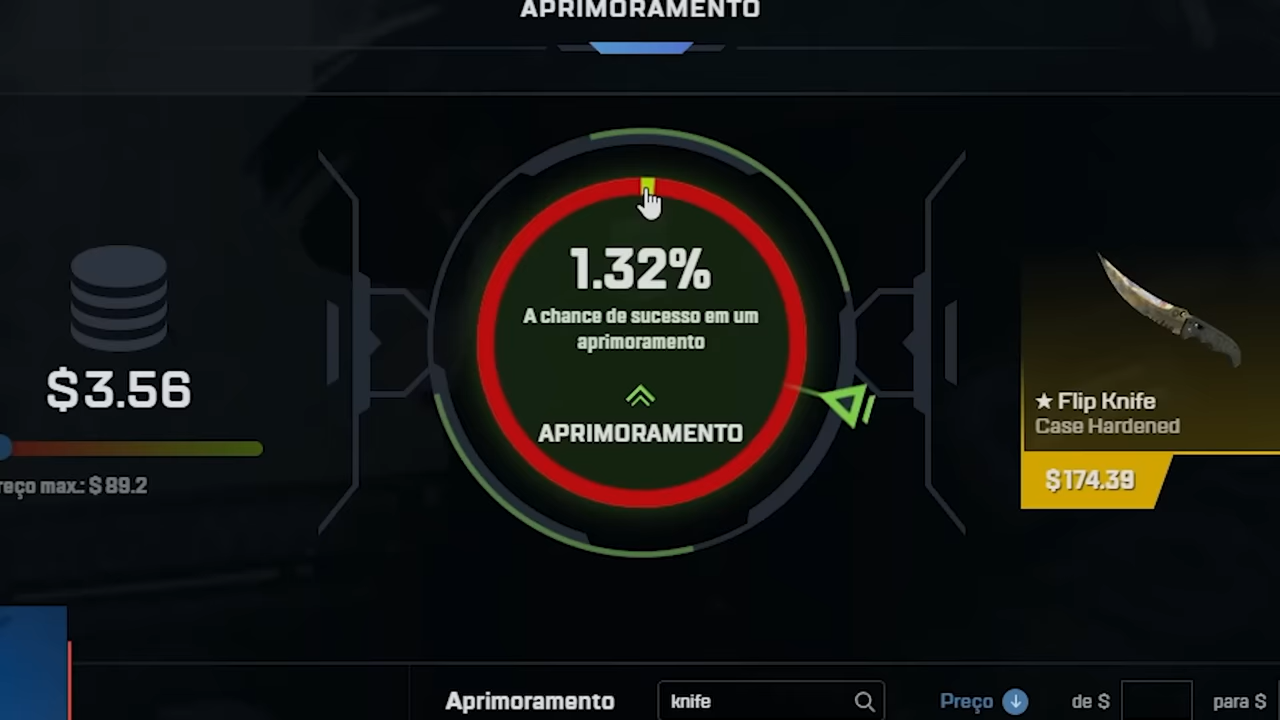 APRIMORAMENTO
1.32%
A chance de sucesso em um
aprimoramento
APRIMORAMENTO
$3.56
reço max.: $ 89.2
★ Flip Knife
Case Hardened
$174.39
Aprimoramento
knife
Preço
de $
para $